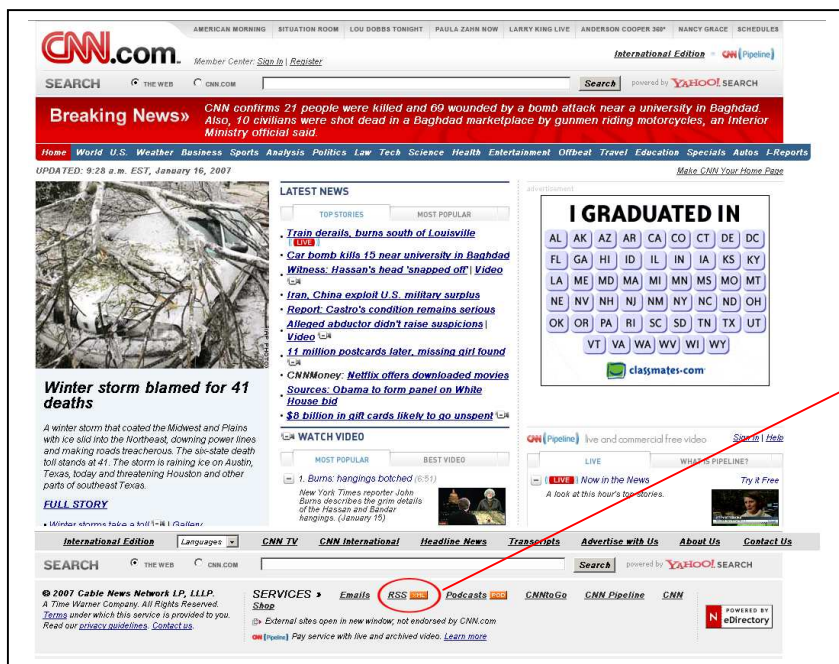 AMERICAN MORNING SITUATION ROOM LOU DOBBS TONIGHT PAULA ZAHN NOW LARRY KING LIVE ANDERSON COOPER 360° NANCY GRACE SCHEDULES
CNN.com
Member Center: Sign In | Register
International Edition CNN Pipeline
SEARCH THE WEB CNN.COM Search powered by YAHOO! SEARCH
Breaking News»
CNN confirms 21 people were killed and 69 wounded by a bomb attack near a university in Baghdad.
Also, 10 civilians were shot dead in a Baghdad marketplace by gunmen riding motorcycles, an Interior
Ministry official said.
Home World U.S. Weather Business Sports Analysis Politics Law Tech Science Health Entertainment Offbeat Travel Education Specials Autos I-Reports
UPDATED: 9:28 a.m. EST, January 16, 2007
Make CNN Your Home Page
Winter storm blamed for 41
deaths
A winter storm that coated the Midwest and Plains
with ice slid into the Northeast, downing power lines
and making roads treacherous. The six-state death
toll stands at 41. The storm is raining ice on Austin,
Texas, today and threatening Houston and other
parts of southeast Texas.
FULL STORY
• Winter storms take a toll | Gallery
LATEST NEWS
TOP STORIES MOST POPULAR
• Train derails, burns south of Louisville
LIVE
• Car bomb kills 15 near university in Baghdad
• Witness: Hassan's head 'snapped off' | Video
• Iran, China exploit U.S. military surplus
• Report: Castro's condition remains serious
• Alleged abductor didn't raise suspicions |
Video
• 11 million postcards later, missing girl found
• CNNMoney: Netflix offers downloaded movies
• Sources: Obama to form panel on White
House bid
• $8 billion in gift cards likely to go unspent
WATCH VIDEO
MOST POPULAR BEST VIDEO
1. Burns: hangings botched (6:51)
New York Times reporter John
Burns describes the grim details
of the Hassan and Bandar
hangings. (January 15)
advertisement
I GRADUATED IN
AL AK AZ AR CA CO CT DE DC
FL GA HI ID IL IN IA KS KY
LA ME MD MA MI MN MS MO MT
NE NV NH NJ NM NY NC ND OH
OK OR PA RI SC SD TN TX UT
VT VA WA WV WI WY
classmates.com
CNN Pipeline live and commercial free video Sign In | Help
LIVE WHAT IS PIPELINE?
LIVE Now in the News Try it Free
A look at this hour's top stories.
International Edition Languages CNN TV CNN International Headline News Transcripts Advertise with Us About Us Contact Us
SEARCH THE WEB CNN.COM Search powered by YAHOO! SEARCH
© 2007 Cable News Network LP, LLLP.
A Time Warner Company. All Rights Reserved.
Terms under which this service is provided to you.
Read our privacy guidelines. Contact us.
SERVICES » Emails RSS XML Podcasts POD CNNtoGo CNN Pipeline CNN
Shop
External sites open in new window; not endorsed by CNN.com
CNN Pipeline Pay service with live and archived video. Learn more
N POWERED BY
eDirectory